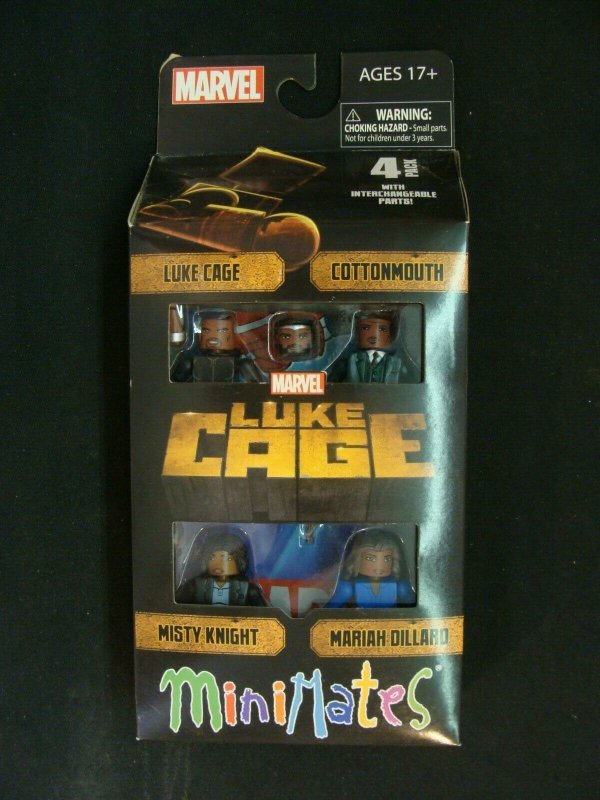 MARVEL
AGES 17+
WARNING:
CHOKING HAZARD - Small parts.
Not for children under 3 years.
4 PACK
WITH
INTERCHANGEABLE
PARTS!
LUKE CAGE
COTTONMOUTH
MARVEL
LUKE
CAGE
MISTY KNIGHT
MARIAH DILLARD
MiniMates®